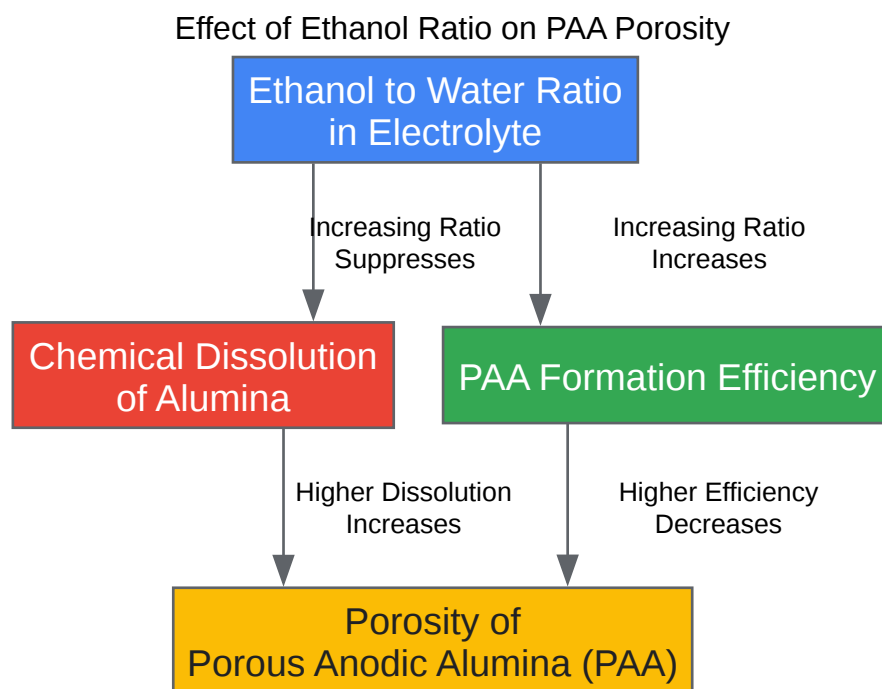 Effect of Ethanol Ratio on PAA Porosity
Ethanol to Water Ratio
in Electrolyte
Increasing Ratio
Suppresses
Increasing Ratio
Increases
Chemical Dissolution
of Alumina
PAA Formation Efficiency
Higher Dissolution
Increases
Higher Efficiency
Decreases
Porosity of
Porous Anodic Alumina (PAA)